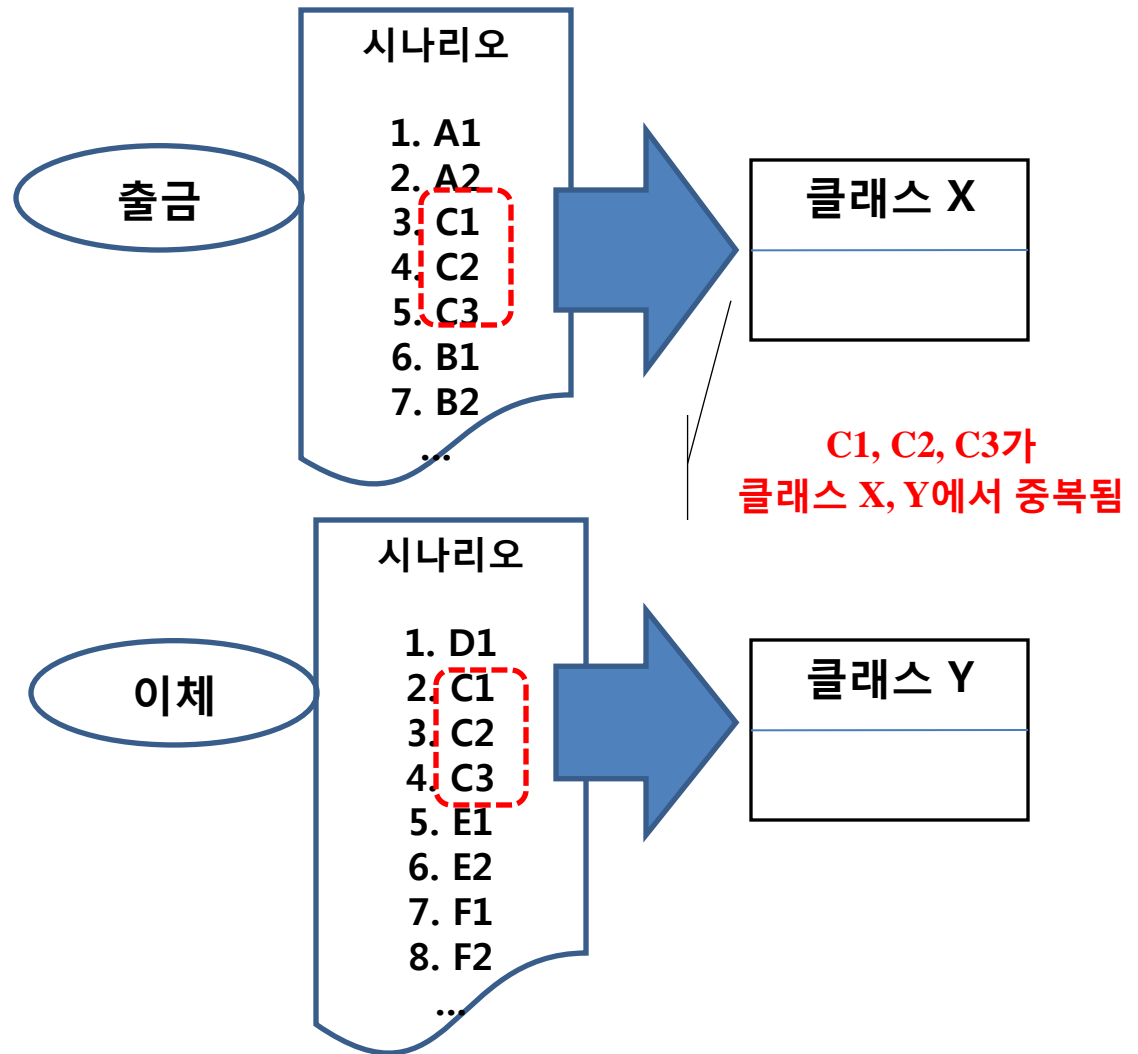 시나리오
출금
1. A1
2. A2
3. C1
4. C2
5. C3
6. B1
7. B2
...
클래스 X
C1, C2, C3가
클래스 X, Y에서 중복됨
시나리오
이체
1. D1
2. C1
3. C2
4. C3
5. E1
6. E2
7. F1
8. F2
...
클래스 Y